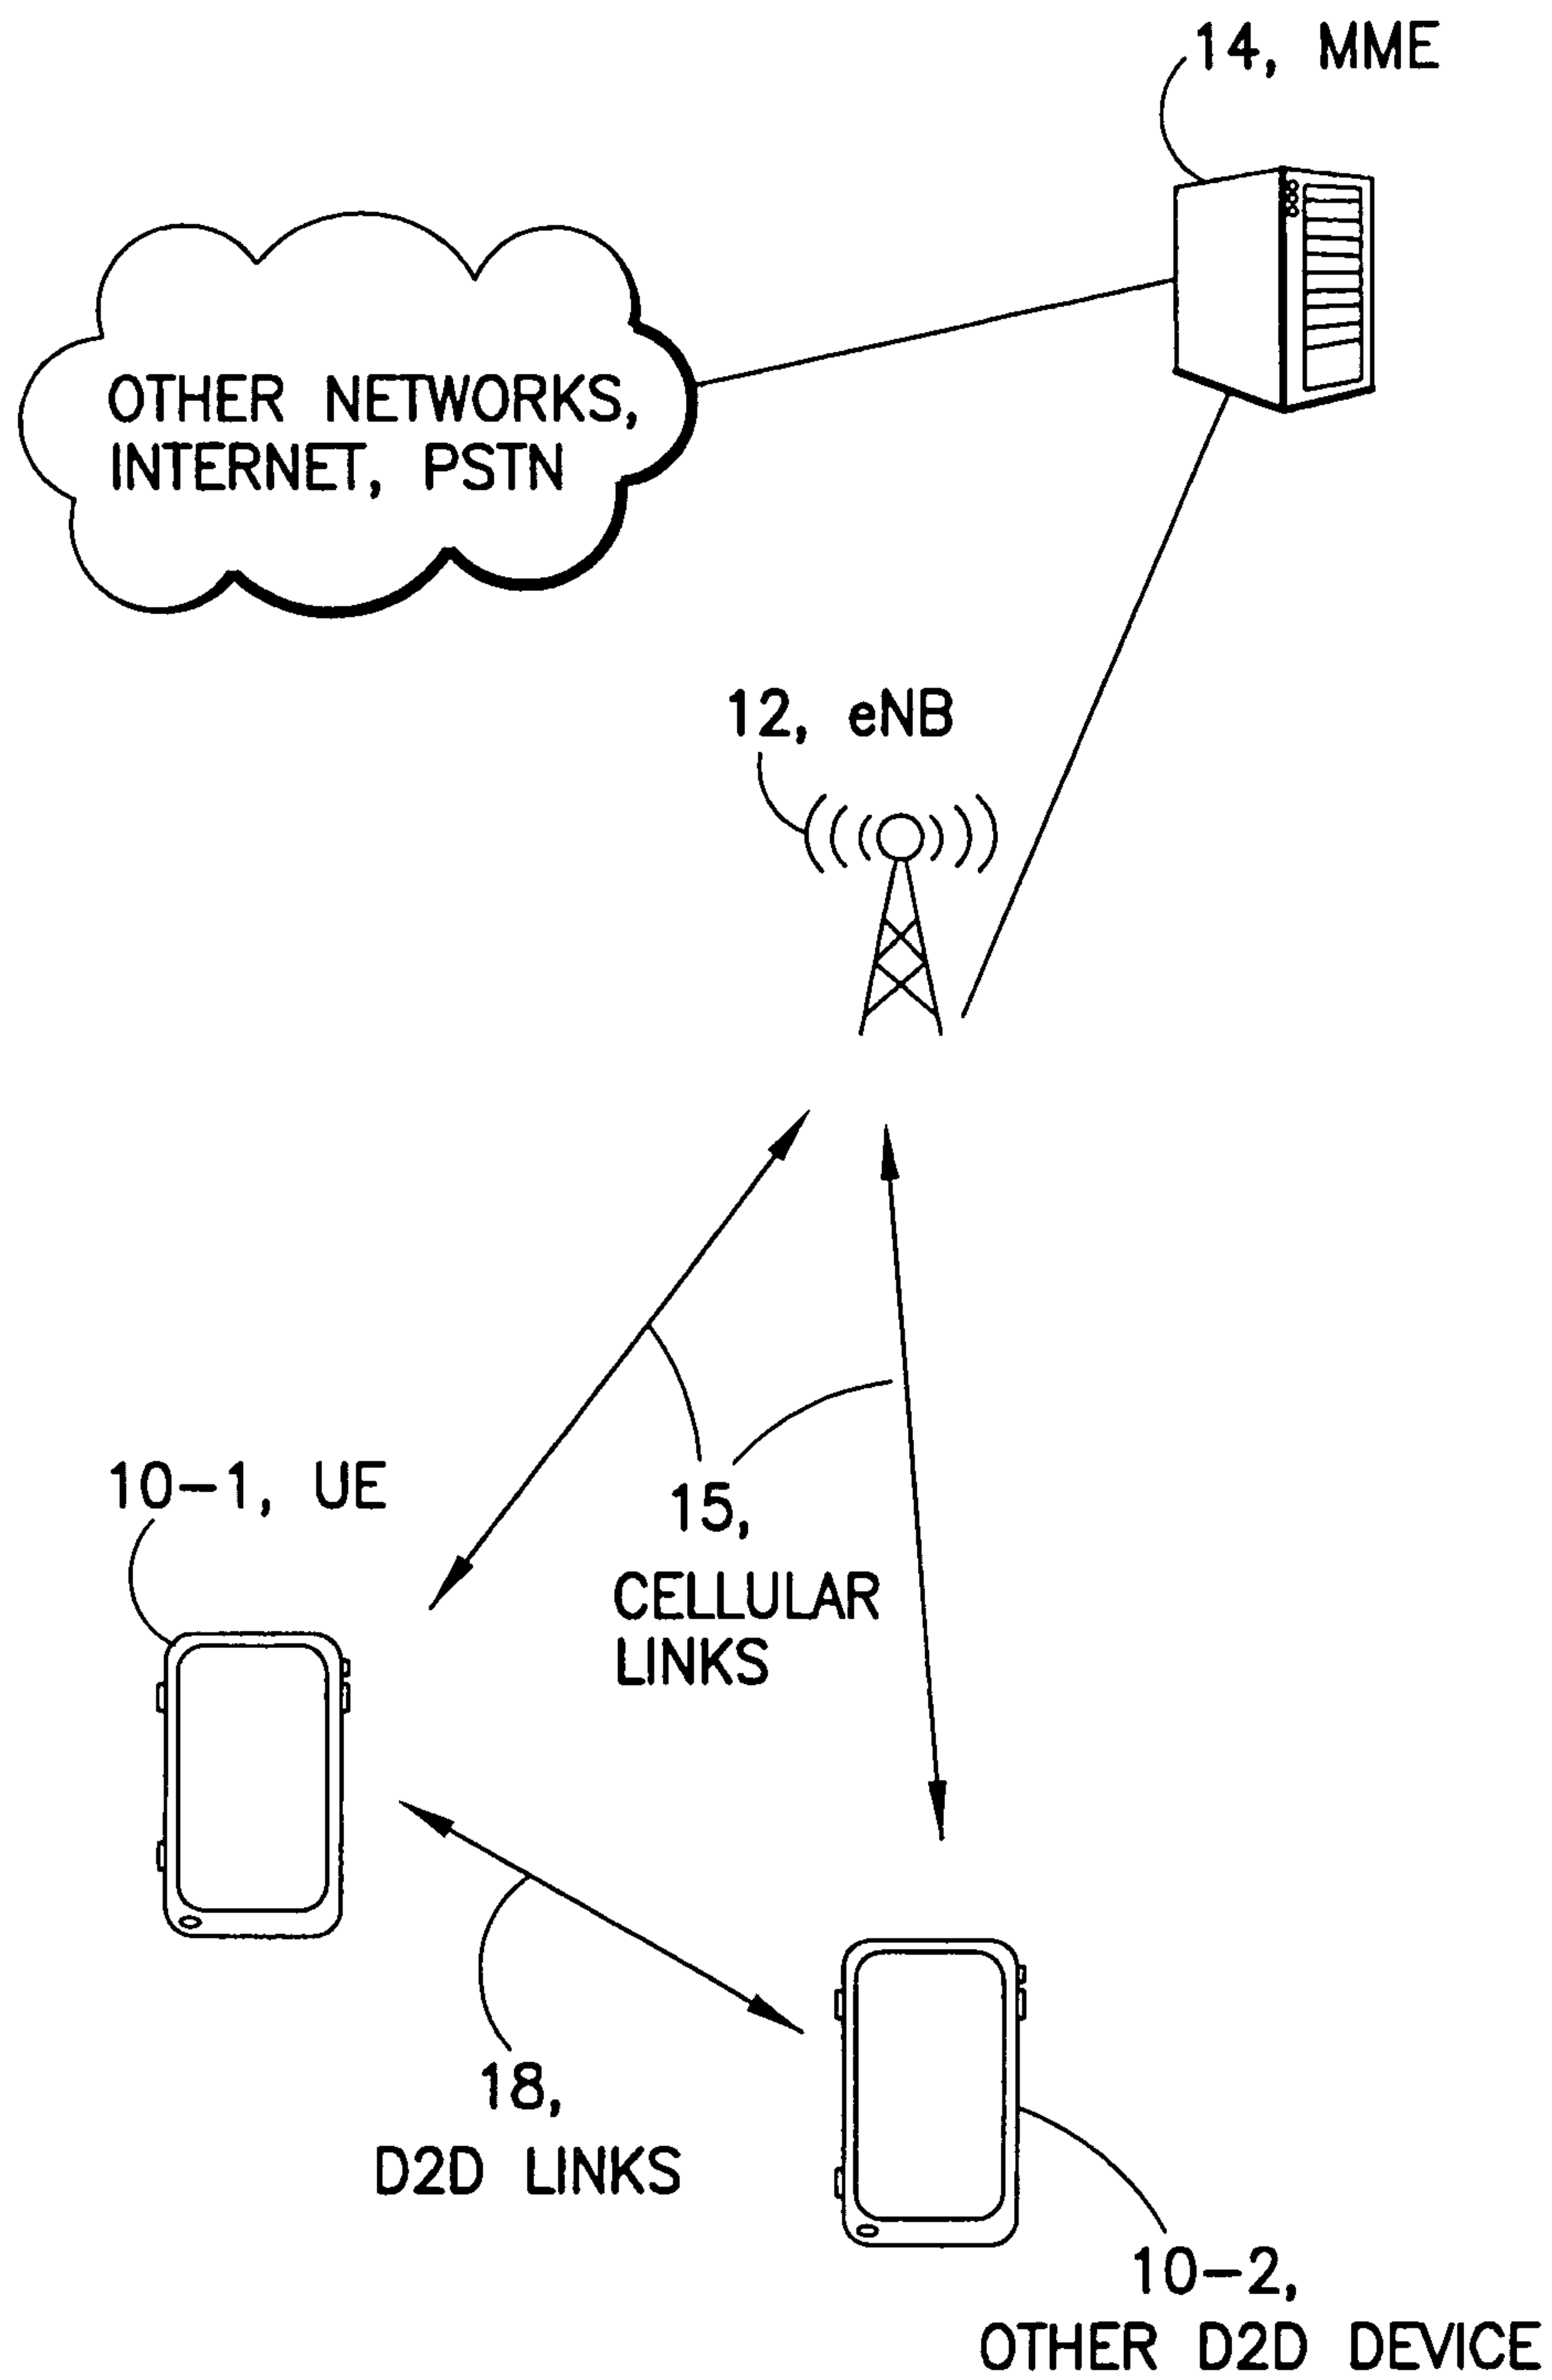 14, MME
OTHER NETWORKS,
INTERNET, PSTN
12, eNB
10-1, UE
15,
CELLULAR
LINKS
18,
D2D LINKS
10-2,
OTHER D2D DEVICE